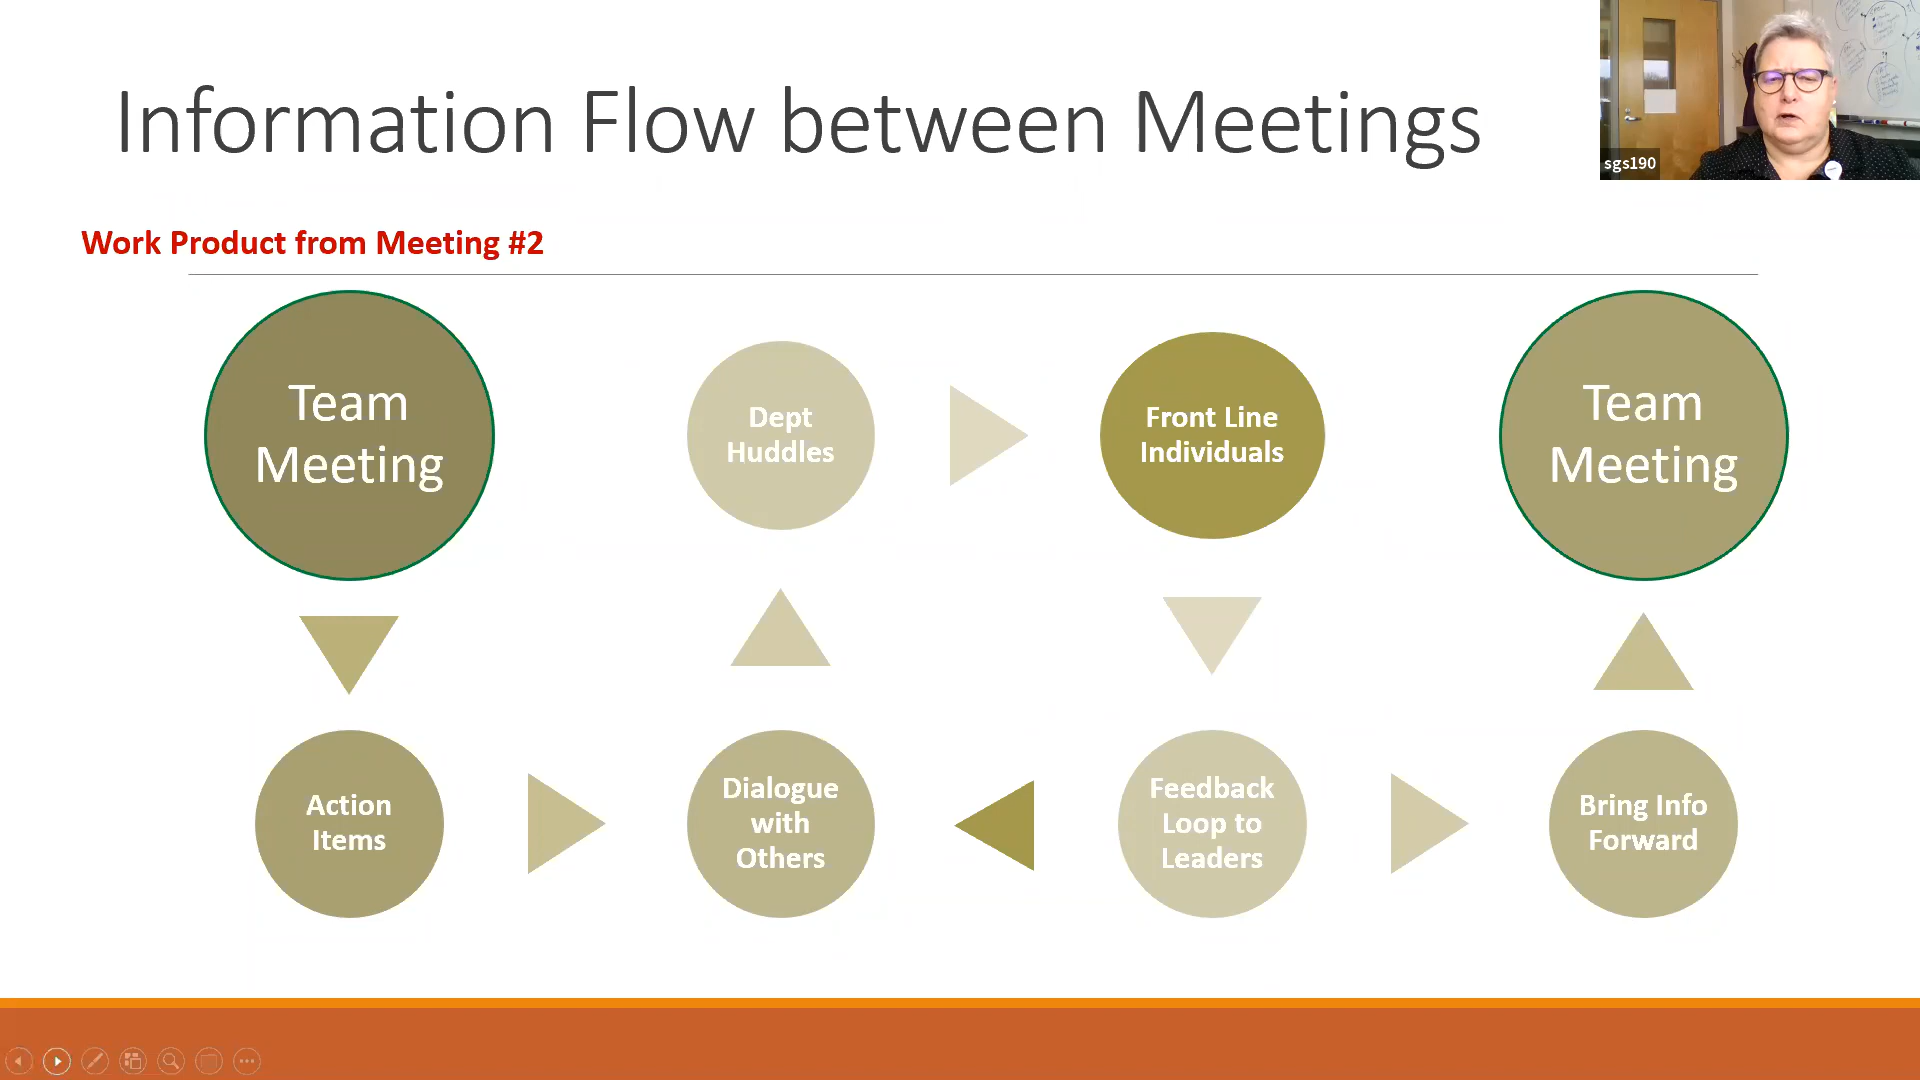 Information Flow between Meetings
sgs190
Work Product from Meeting #2
Team
Meeting
Dept
Huddles
Front Line
Individuals
Team
Meeting
Action
Items
Dialogue
with
Others
Feedback
Loop to
Leaders
Bring Info
Forward